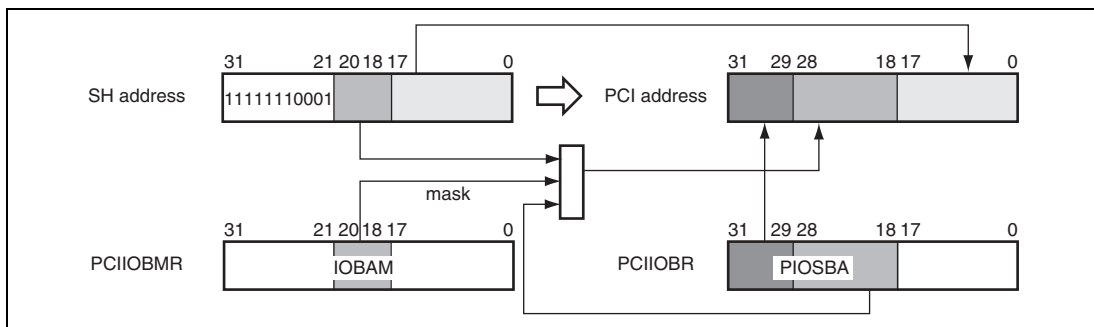 31 21 20 18 17 0
31 29 28 18 17 0
SH address
11111110001
PCI address
mask
31 21 20 18 17 0
31 29 28 18 17 0
PCIIOBMR
IOBAM
PCIIOBR
PIOSBA